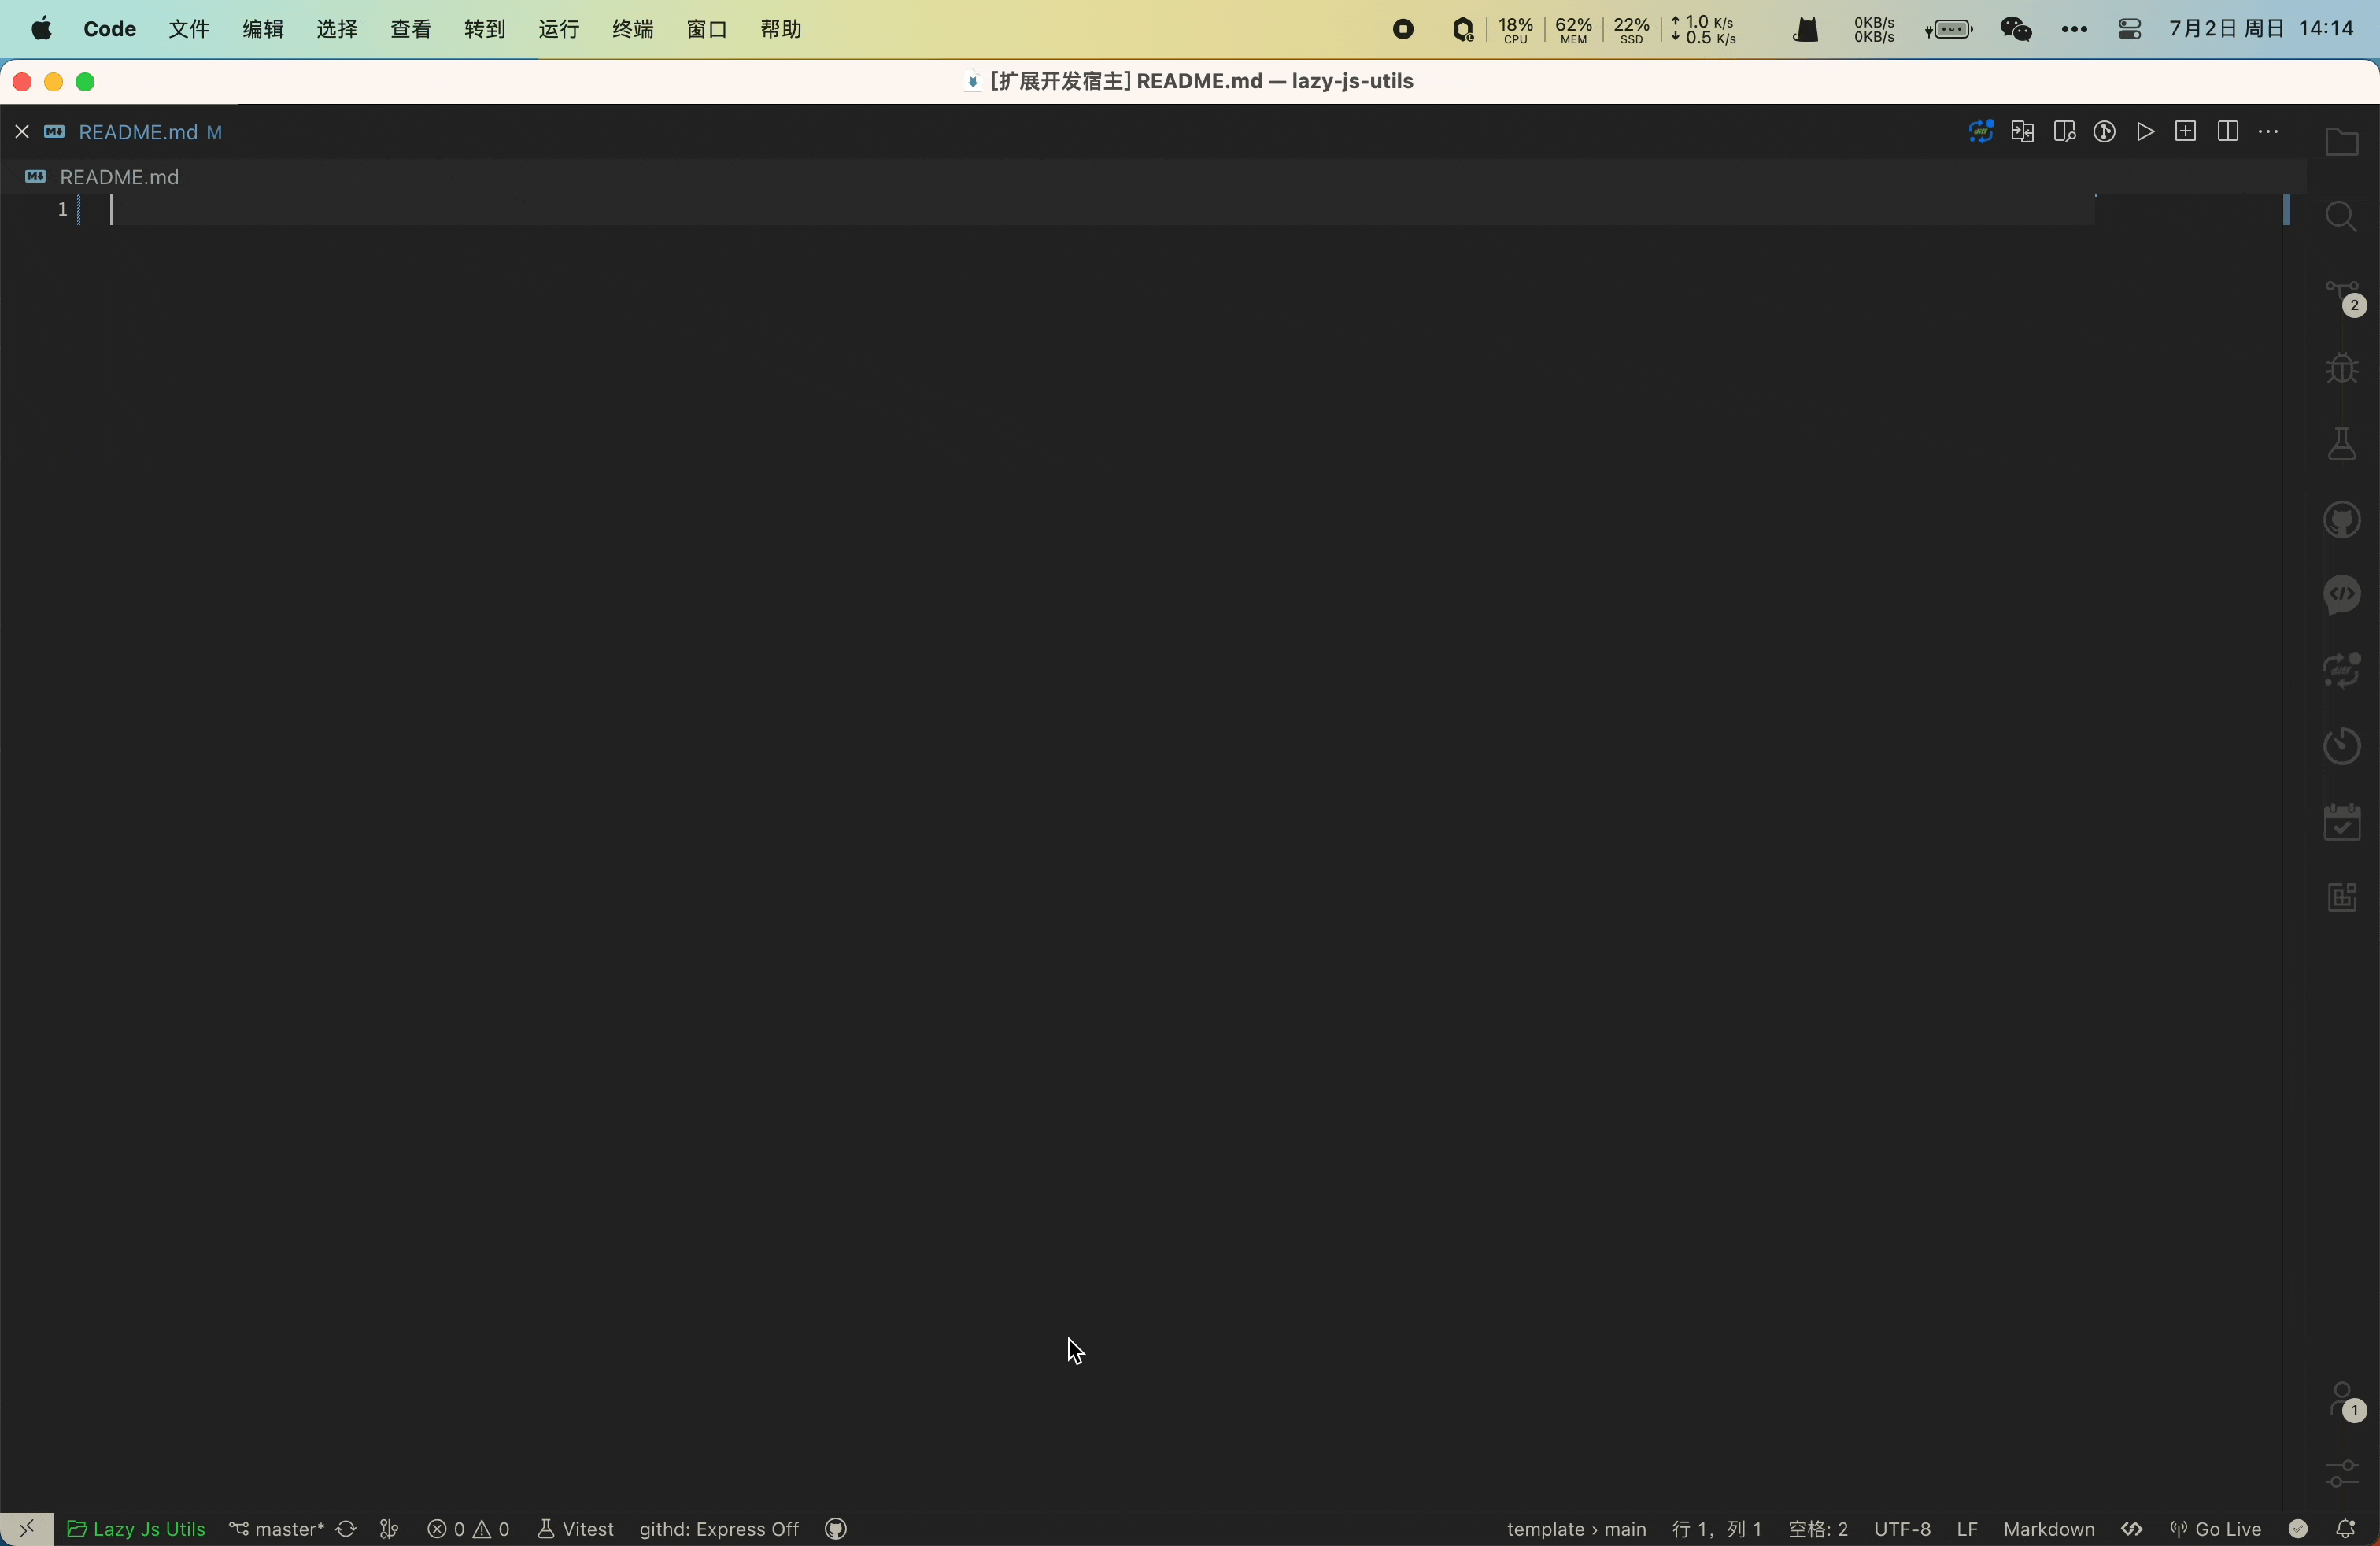 Code 文件 编辑 选择 查看 转到 运行 终端 窗口 帮助 18% CPU 62% MEM 22% SSD 1.0 K/s 0.5 K/s 0KB/s 0KB/s 7月2日 周日 14:14
[扩展开发宿主] README.md — lazy-js-utils
README.md M
README.md
1
2
1
Lazy Js Utils master* 0 0 Vitest githd: Express Off template › main 行 1，列 1 空格: 2 UTF-8 LF Markdown Go Live